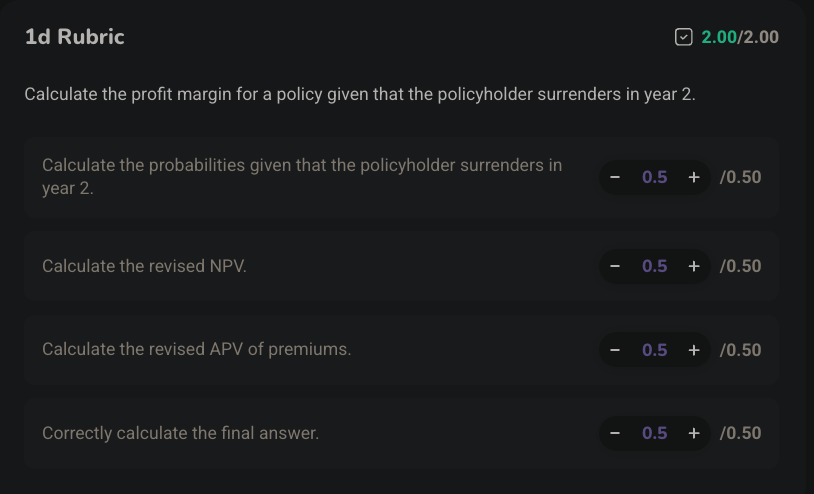 1d Rubric
2.00/2.00
Calculate the profit margin for a policy given that the policyholder surrenders in year 2.
Calculate the probabilities given that the policyholder surrenders in
year 2.
− 0.5 + /0.50
Calculate the revised NPV.
− 0.5 + /0.50
Calculate the revised APV of premiums.
− 0.5 + /0.50
Correctly calculate the final answer.
− 0.5 + /0.50